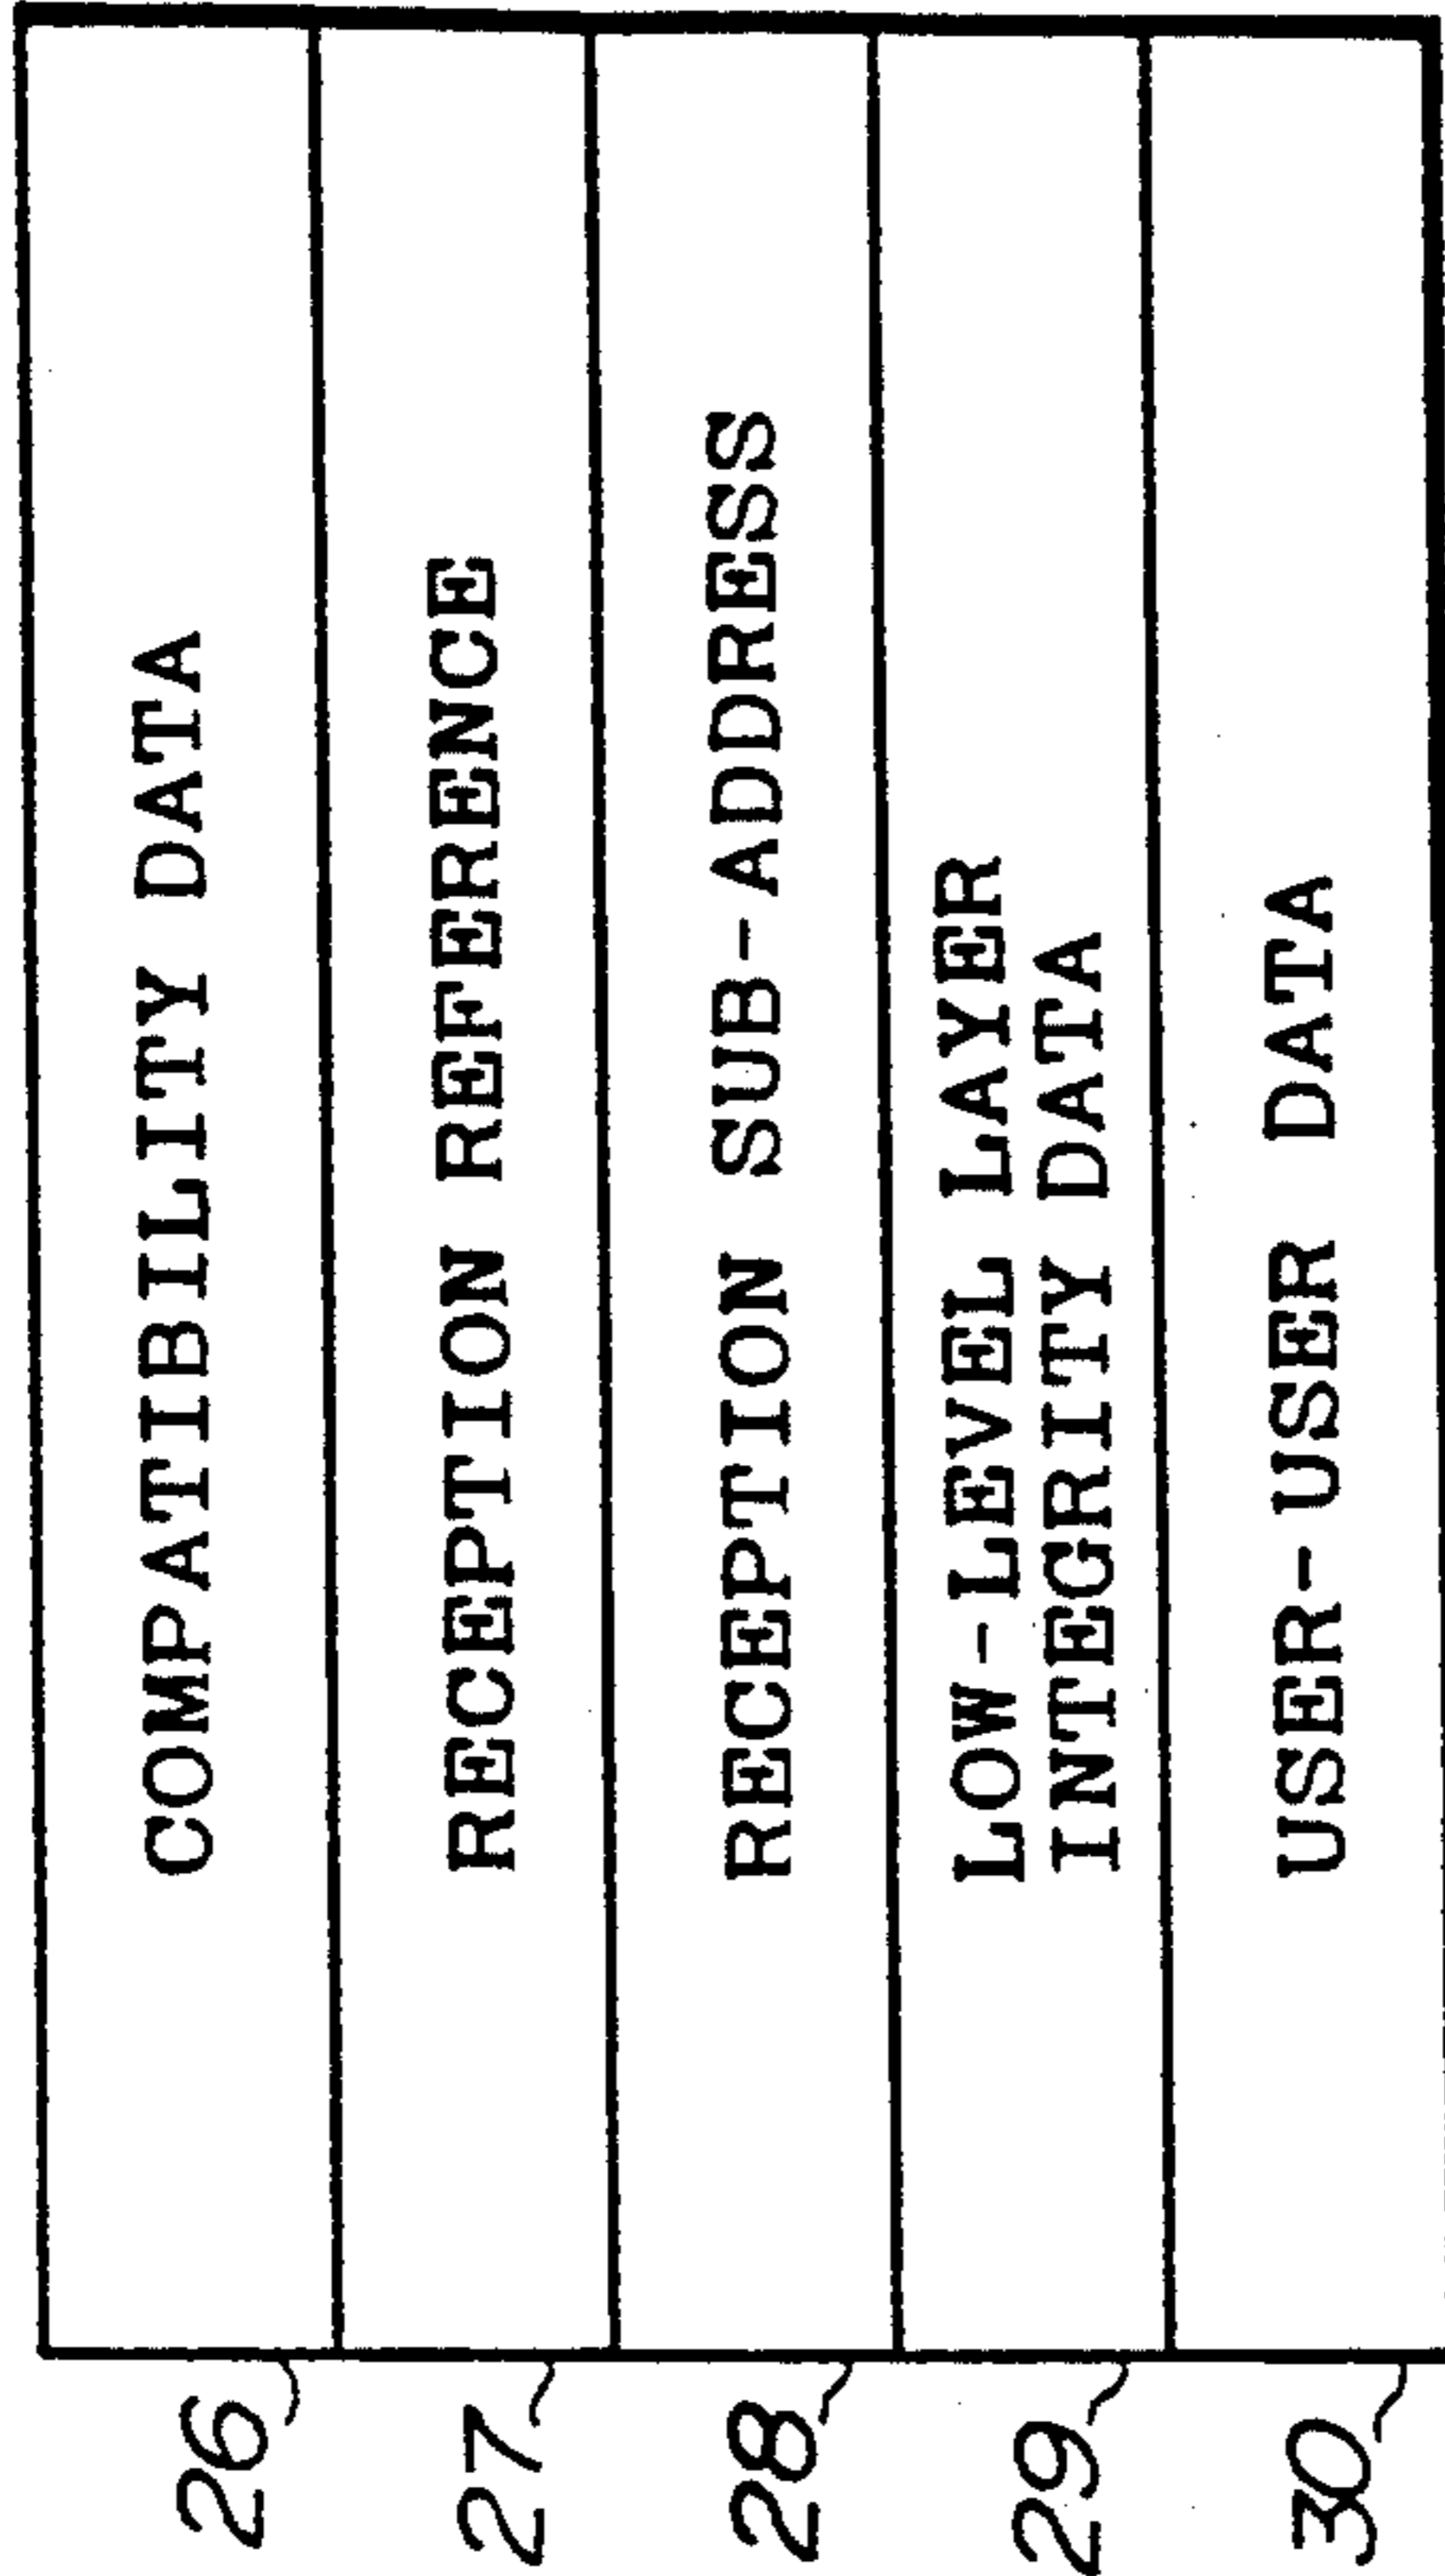 26 COMPATIBILITY DATA
27 RECEPTION REFERENCE
28 RECEPTION SUB-ADDRESS
29 LOW-LEVEL LAYER
INTEGRITY DATA
30 USER-USER DATA